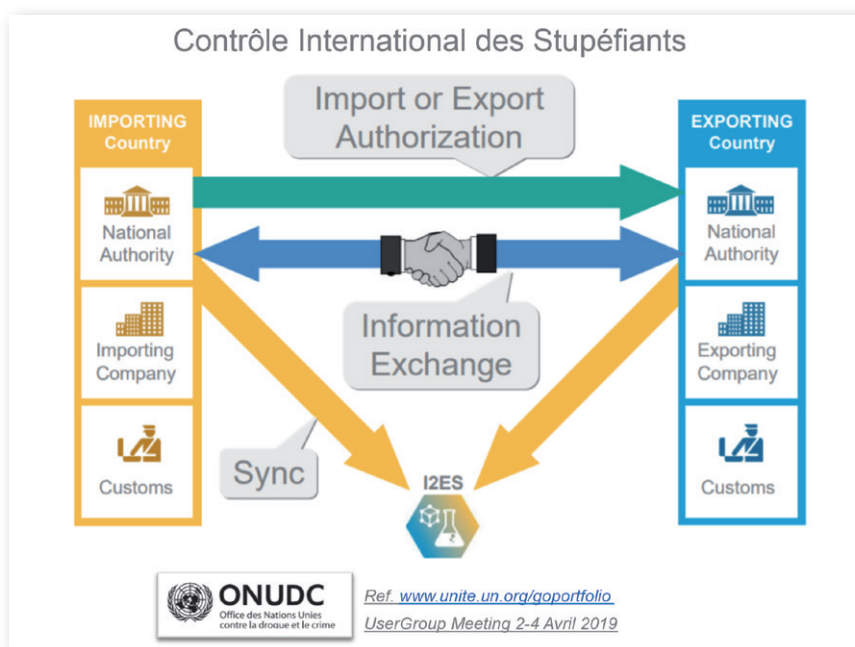 Contrôle International des Stupéfiants
Import or Export
Authorization
IMPORTING
Country
National
Authority
Importing
Company
Customs
EXPORTING
Country
National
Authority
Exporting
Company
Customs
Information
Exchange
Sync
I2ES
ONUDC
Office des Nations Unies
contre la drogue et le crime
Ref. www.unite.un.org/goportfolio
UserGroup Meeting 2-4 Avril 2019